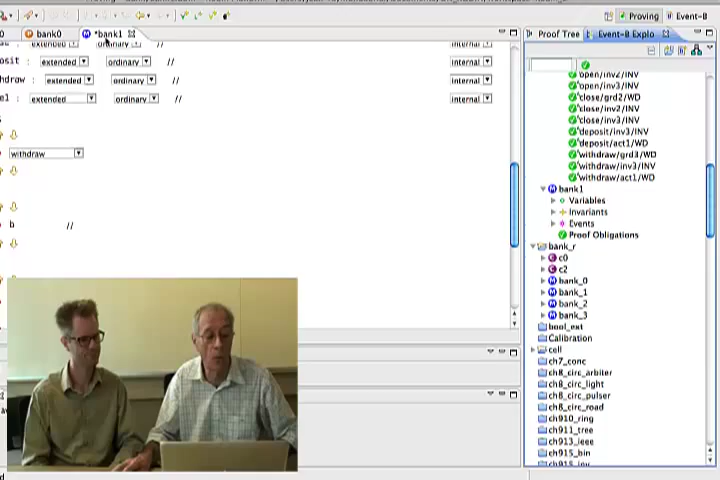 Proving Event-B
bank0 *bank1 Proof Tree Event-B Explo
extended ordinary // internal
osit : extended ordinary // internal
hdraw : extended ordinary // internal
el : extended ordinary // internal
withdraw
b //
open/inv2/INV
open/inv3/INV
close/grd2/WD
close/inv2/INV
close/inv3/INV
deposit/inv3/INV
deposit/act1/WD
withdraw/grd3/WD
withdraw/inv3/INV
withdraw/act1/WD
bank1
Variables
Invariants
Events
Proof Obligations
bank_r
c0
c2
bank_0
bank_1
bank_2
bank_3
bool_ext
Calibration
cell
ch7_conc
ch8_circ_arbiter
ch8_circ_light
ch8_circ_pulser
ch8_circ_road
ch910_ring
ch911_tree
ch913_ieee
ch915_bin
ch915_inv